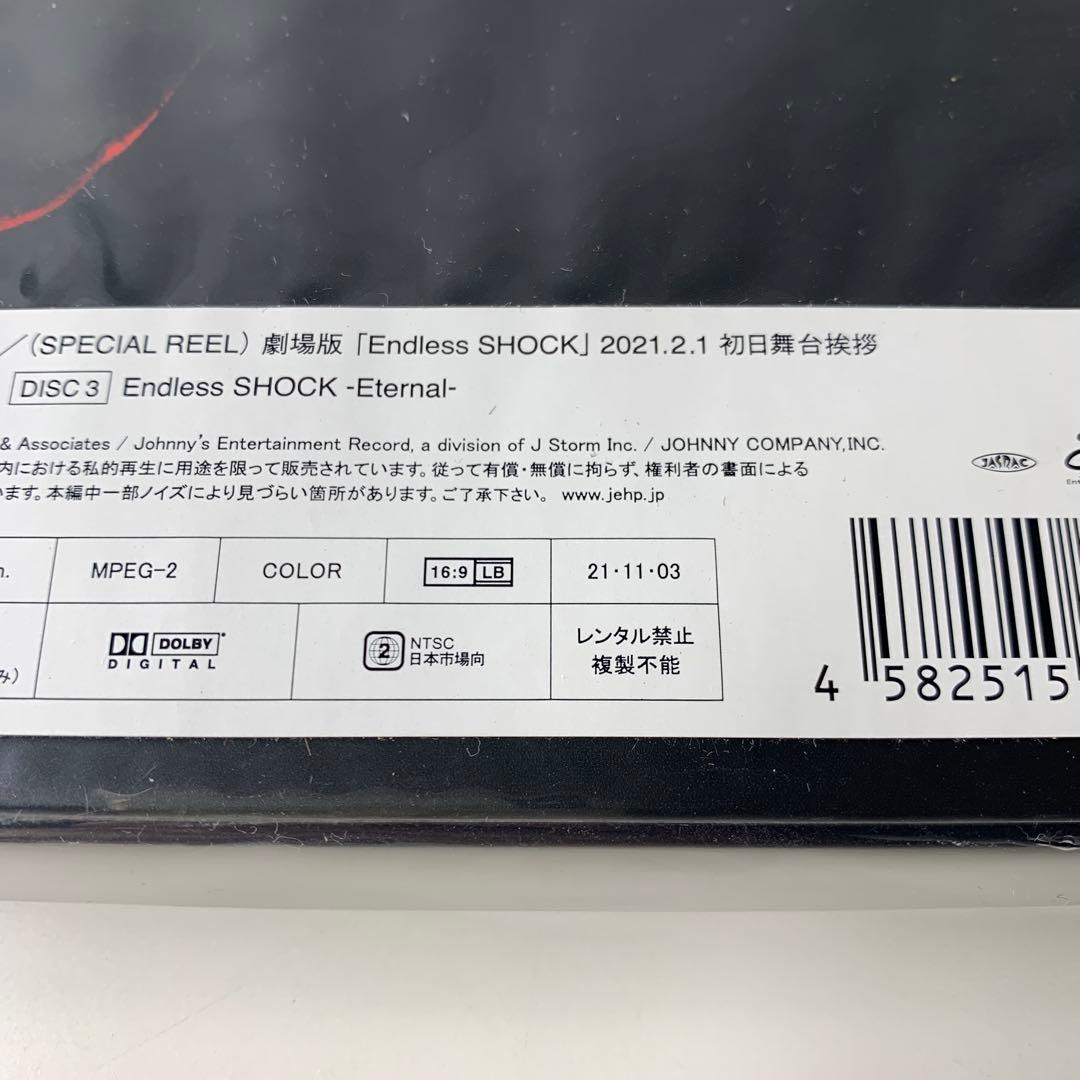 ／(SPECIAL REEL) 劇場版「Endless SHOCK」2021.2.1 初日舞台挨拶
DISC 3 Endless SHOCK -Eternal-
& Associates / Johnny's Entertainment Record, a division of J Storm Inc. / JOHNNY COMPANY,INC.
内における私的再生に用途を限って販売されています。従って有償・無償に拘らず、権利者の書面による
います。本編中一部ノイズにより見づらい箇所があります。ご了承下さい。 www.jehp.jp
JASRAC
Ent
n. MPEG-2 COLOR 16:9 LB 21・11・03
み)
DOLBY
DIGITAL
2 NTSC
日本市場向
レンタル禁止
複製不能
4 582515